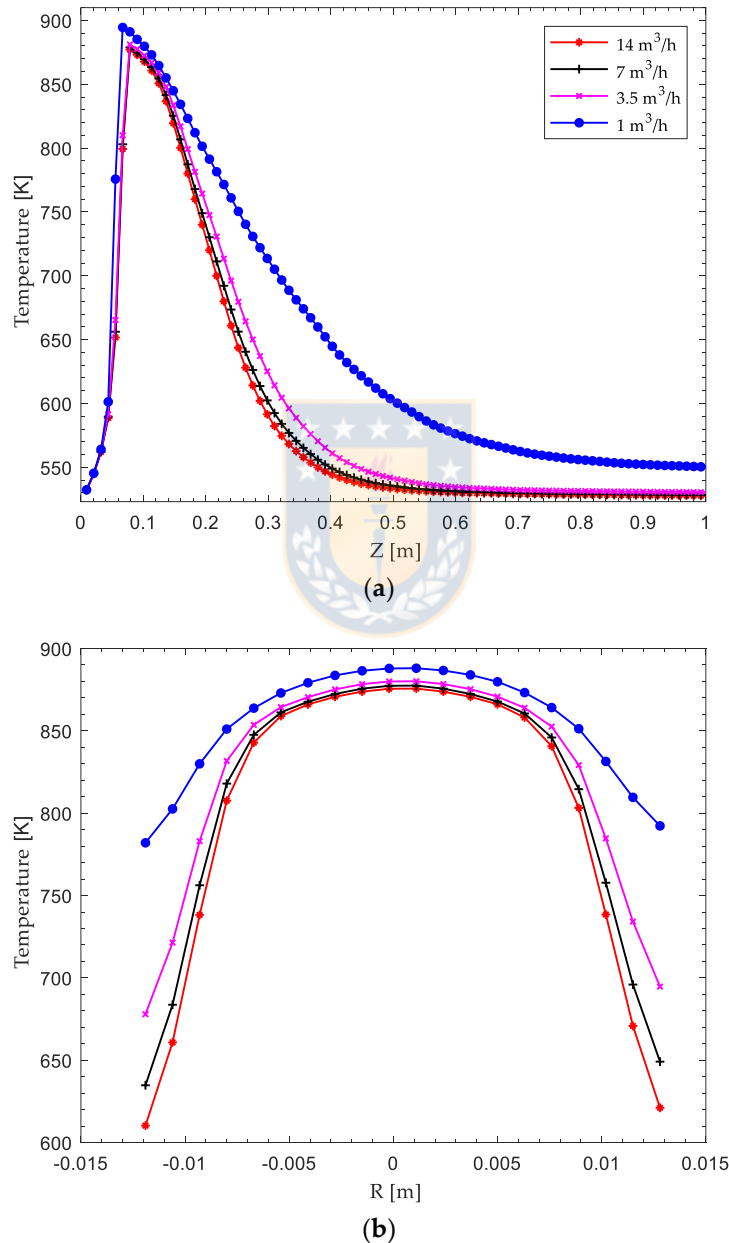 900
850
800
750
700
650
600
550
Temperature [K]
14 m³/h
7 m³/h
3.5 m³/h
1 m³/h
0 0.1 0.2 0.3 0.4 0.5 0.6 0.7 0.8 0.9 1
Z [m]
(a)
900
850
800
750
700
650
600
Temperature [K]
-0.015 -0.01 -0.005 0 0.005 0.01 0.015
R [m]
(b)